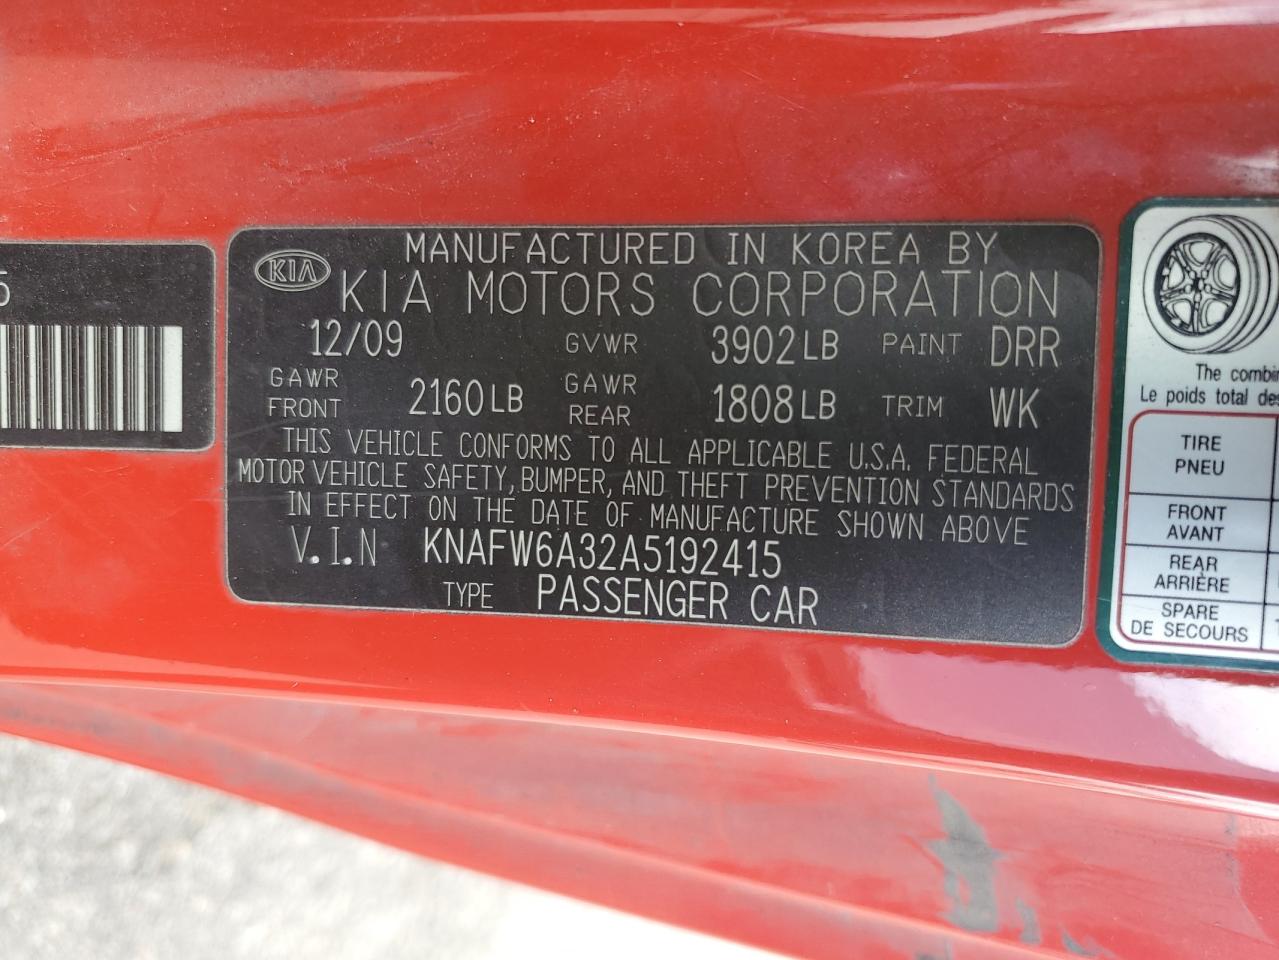 5
KIA
MANUFACTURED IN KOREA BY
KIA MOTORS CORPORATION
12/09 GVWR 3902LB PAINT DRR
GAWR FRONT 2160LB GAWR REAR 1808LB TRIM WK
THIS VEHICLE CONFORMS TO ALL APPLICABLE U.S.A. FEDERAL
MOTOR VEHICLE SAFETY, BUMPER, AND THEFT PREVENTION STANDARDS
IN EFFECT ON THE DATE OF MANUFACTURE SHOWN ABOVE
V.I.N KNAFW6A32A5192415
TYPE PASSENGER CAR
The combin
Le poids total des
TIRE
PNEU
FRONT
AVANT
REAR
ARRIÈRE
SPARE
DE SECOURS